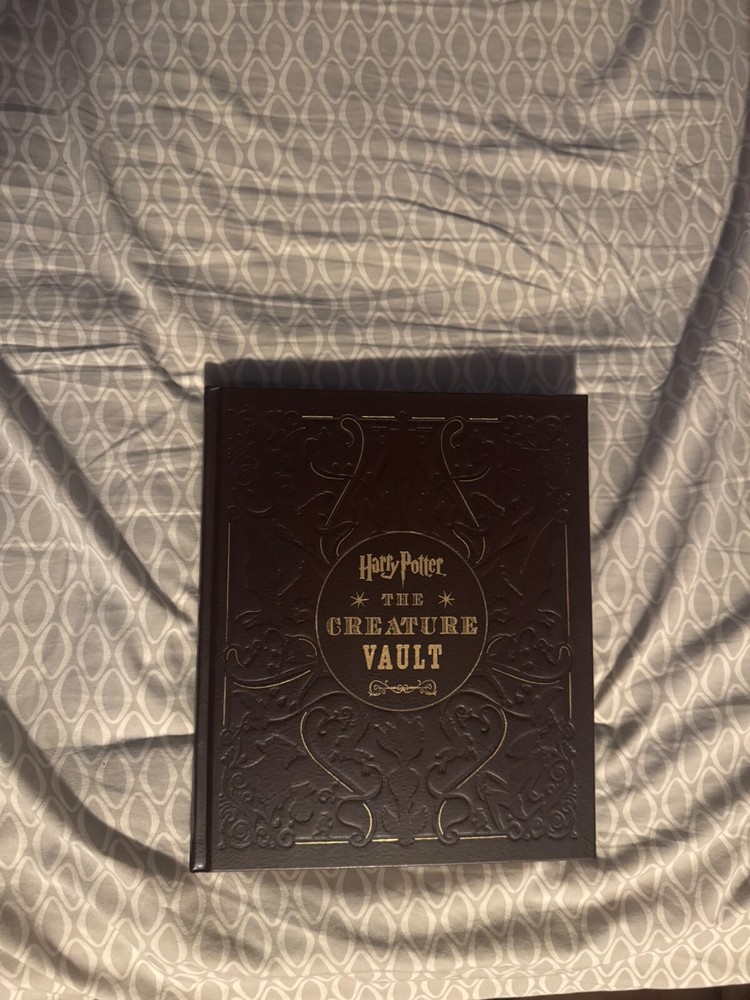 Harry Potter
THE
CREATURE
VAULT